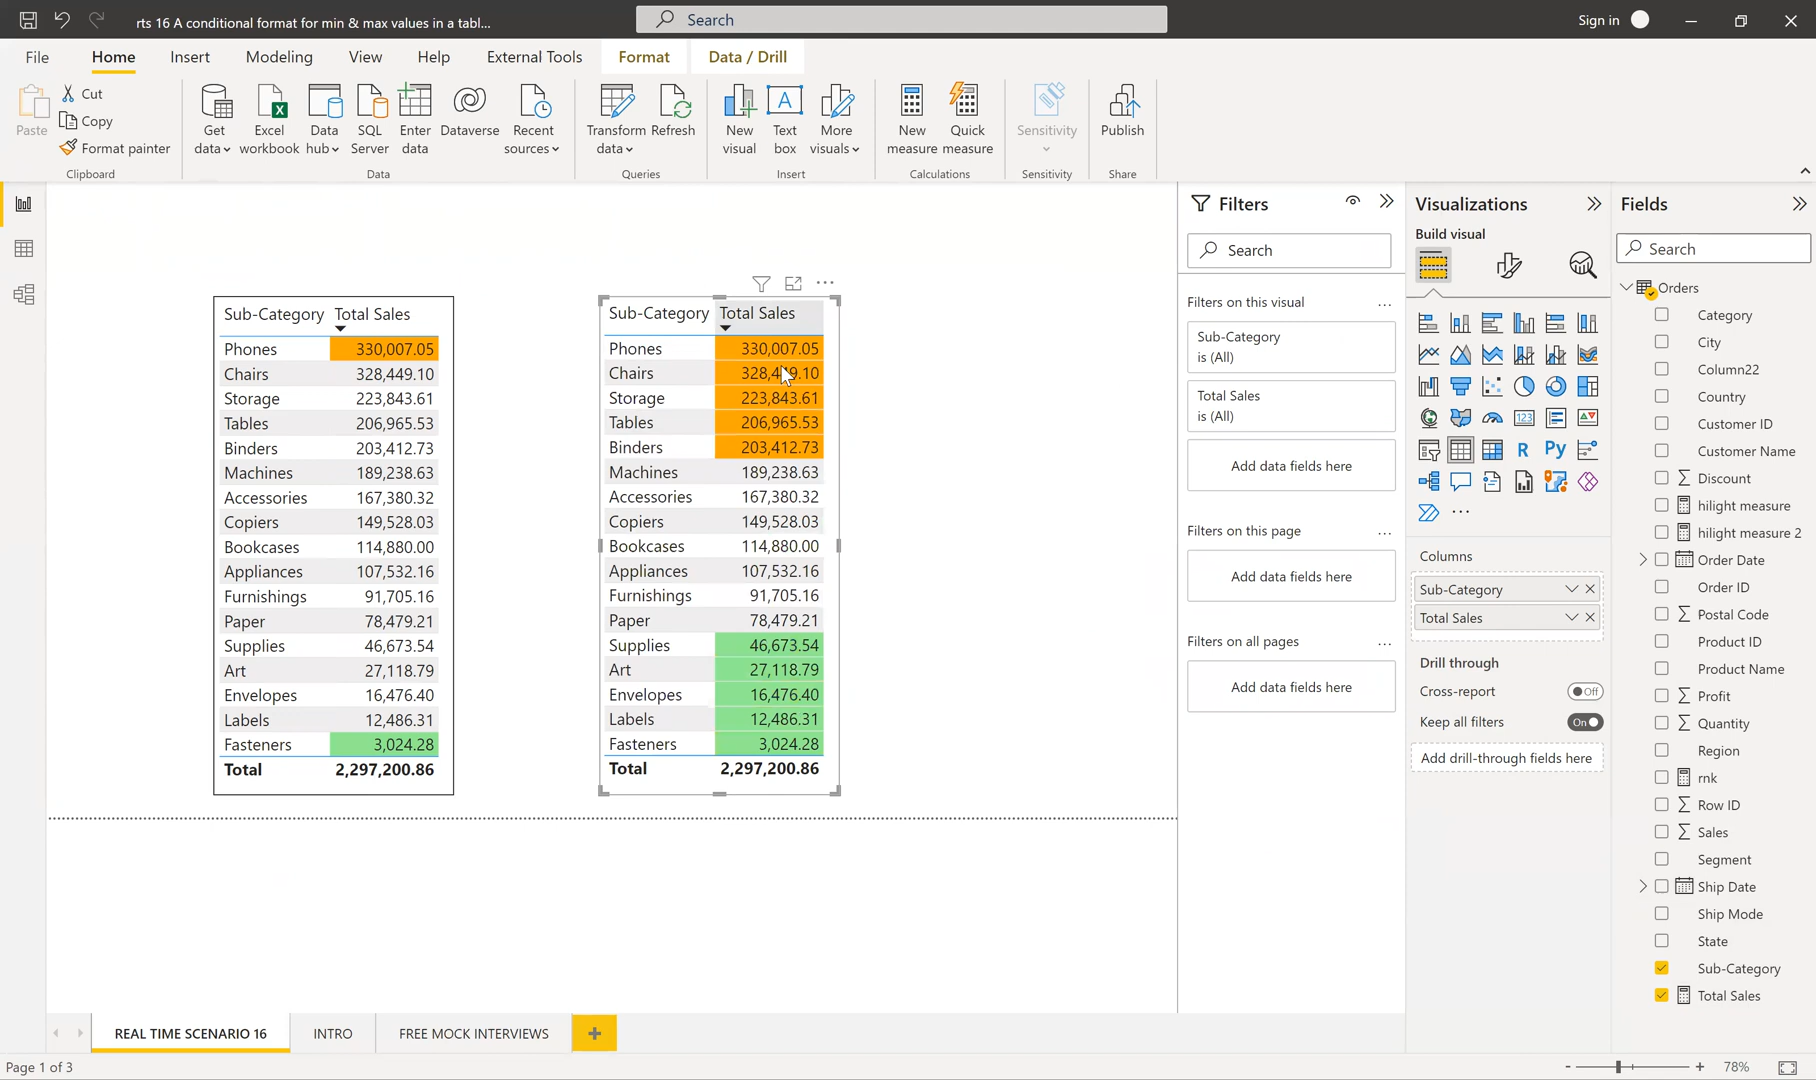 rts 16 A conditional format for min & max values in a tabl...
Search
Sign in
File
Home
Insert
Modeling
View
Help
External Tools
Format
Data / Drill
Paste
Cut
Copy
Format painter
Get data
Excel workbook
Data hub
SQL Server
Enter data
Dataverse
Recent sources
Transform data
Refresh
New visual
Text box
More visuals
New measure
Quick measure
Sensitivity
Publish
Clipboard
Data
Queries
Insert
Calculations
Sensitivity
Share
Sub-Category Total Sales
Phones 330,007.05
Chairs 328,449.10
Storage 223,843.61
Tables 206,965.53
Binders 203,412.73
Machines 189,238.63
Accessories 167,380.32
Copiers 149,528.03
Bookcases 114,880.00
Appliances 107,532.16
Furnishings 91,705.16
Paper 78,479.21
Supplies 46,673.54
Art 27,118.79
Envelopes 16,476.40
Labels 12,486.31
Fasteners 3,024.28
Total 2,297,200.86
Sub-Category Total Sales
Phones 330,007.05
Chairs 328,449.10
Storage 223,843.61
Tables 206,965.53
Binders 203,412.73
Machines 189,238.63
Accessories 167,380.32
Copiers 149,528.03
Bookcases 114,880.00
Appliances 107,532.16
Furnishings 91,705.16
Paper 78,479.21
Supplies 46,673.54
Art 27,118.79
Envelopes 16,476.40
Labels 12,486.31
Fasteners 3,024.28
Total 2,297,200.86
Filters
Search
Filters on this visual
Sub-Category
is (All)
Total Sales
is (All)
Add data fields here
Filters on this page
Add data fields here
Filters on all pages
Add data fields here
Visualizations
Build visual
123
R
Py
Columns
Sub-Category
Total Sales
Drill through
Cross-report
Off
Keep all filters
On
Add drill-through fields here
Fields
Search
Orders
Category
City
Column22
Country
Customer ID
Customer Name
Discount
hilight measure
hilight measure 2
Order Date
Order ID
Postal Code
Product ID
Product Name
Profit
Quantity
Region
rnk
Row ID
Sales
Segment
Ship Date
Ship Mode
State
Sub-Category
Total Sales
REAL TIME SCENARIO 16
INTRO
FREE MOCK INTERVIEWS
Page 1 of 3
78%